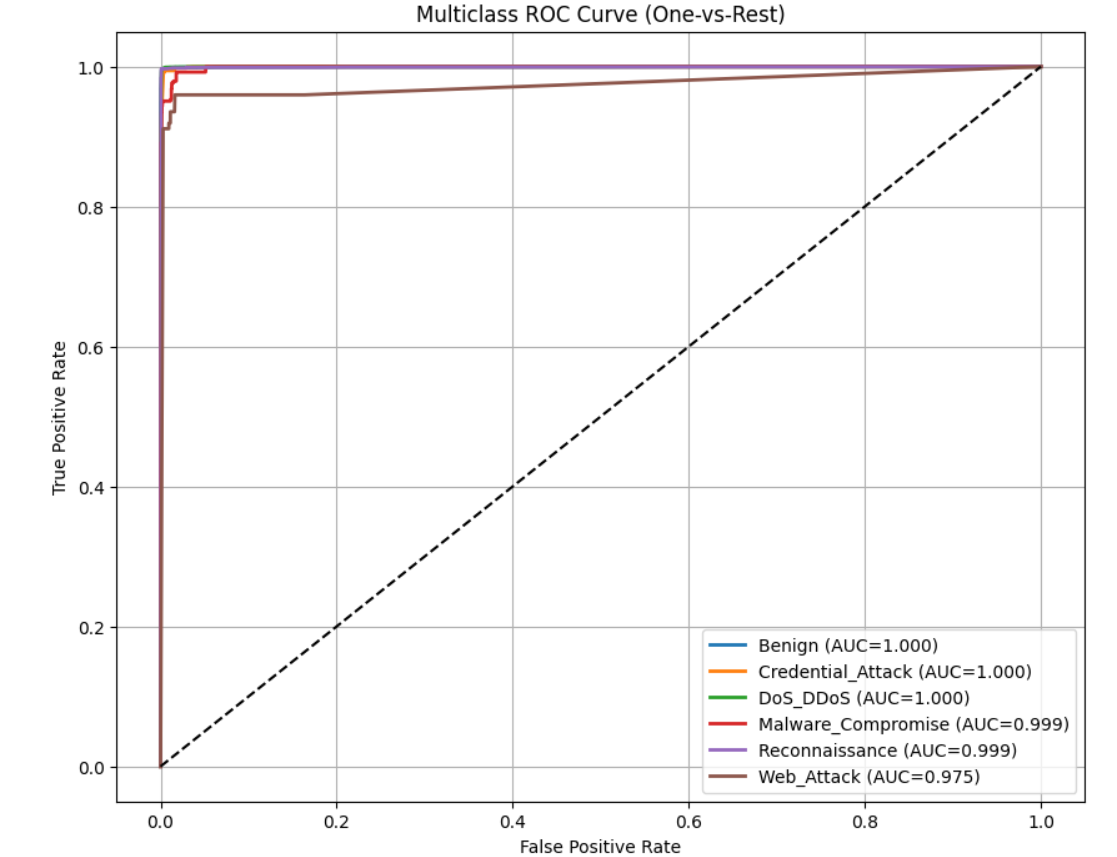 Multiclass ROC Curve (One-vs-Rest)
True Positive Rate
1.0
0.8
0.6
0.4
0.2
0.0
Benign (AUC=1.000)
Credential_Attack (AUC=1.000)
DoS_DDoS (AUC=1.000)
Malware_Compromise (AUC=0.999)
Reconnaissance (AUC=0.999)
Web_Attack (AUC=0.975)
0.0 0.2 0.4 0.6 0.8 1.0
False Positive Rate